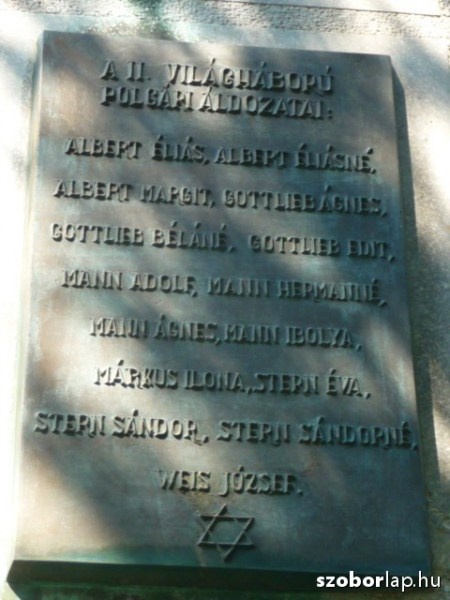 A II. VILÁGHÁBORÚ
POLGÁRI ÁLDOZATAI:
ALBERT ÉLIÁS, ALBERT ÉLIÁSNÉ,
ALBERT MARGIT, GOTTLIEB ÁGNES,
GOTTLIEB BÉLÁNÉ, GOTTLIEB EDIT,
MANN ADOLF, MANN HERMANNÉ,
MANN ÁGNES, MANN IBOLYA,
MÁRKUS ILONA, STERN ÉVA,
STERN SÁNDOR, STERN SÁNDORNÉ,
WEIS JÓZSEF.
szoborlap.hu